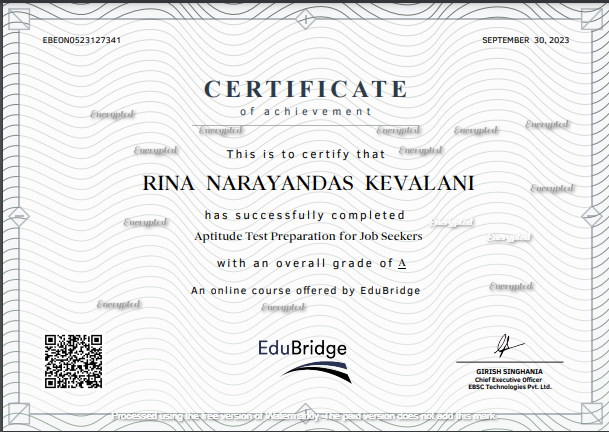 EBEON0523127341
SEPTEMBER 30, 2023
CERTIFICATE
of achievement
Encrypted
Encrypted
Encrypted
Encrypted
Encrypted
Encrypted
Encrypted
This is to certify that
RINA NARAYANDAS KEVALANI
Encrypted
has successfully completed
Encrypted
Encrypted
Aptitude Test Preparation for Job Seekers
Encrypted
with an overall grade of A
An online course offered by EduBridge
Encrypted
Encrypted
Encrypted
EduBridge
GIRISH SINGHANIA
Chief Executive Officer
EBSC Technologies Pvt. Ltd.
Processed using the free version of Watermarkly. The paid version does not add this mark.